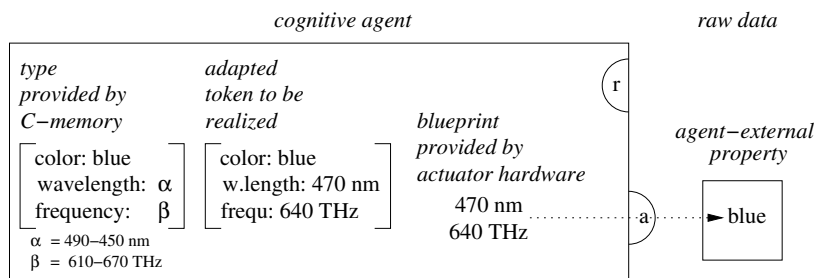 cognitive agent
raw data
type
provided by
C−memory
color: blue
wavelength: α
frequency: β
α = 490−450 nm
β = 610−670 THz
adapted
token to be
realized
color: blue
w.length: 470 nm
frequ: 640 THz
blueprint
provided by
actuator hardware
470 nm
640 THz
r
a
agent−external
property
blue